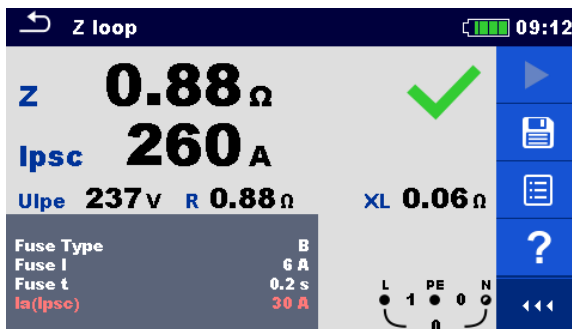 Z loop 09:12
Z 0.88 Ω
Ipsc 260 A
Ulpe 237 V R 0.88 Ω XL 0.06 Ω
Fuse Type B
Fuse I 6 A
Fuse t 0.2 s
Ia(Ipsc) 30 A
?
L PE N
1 0
0